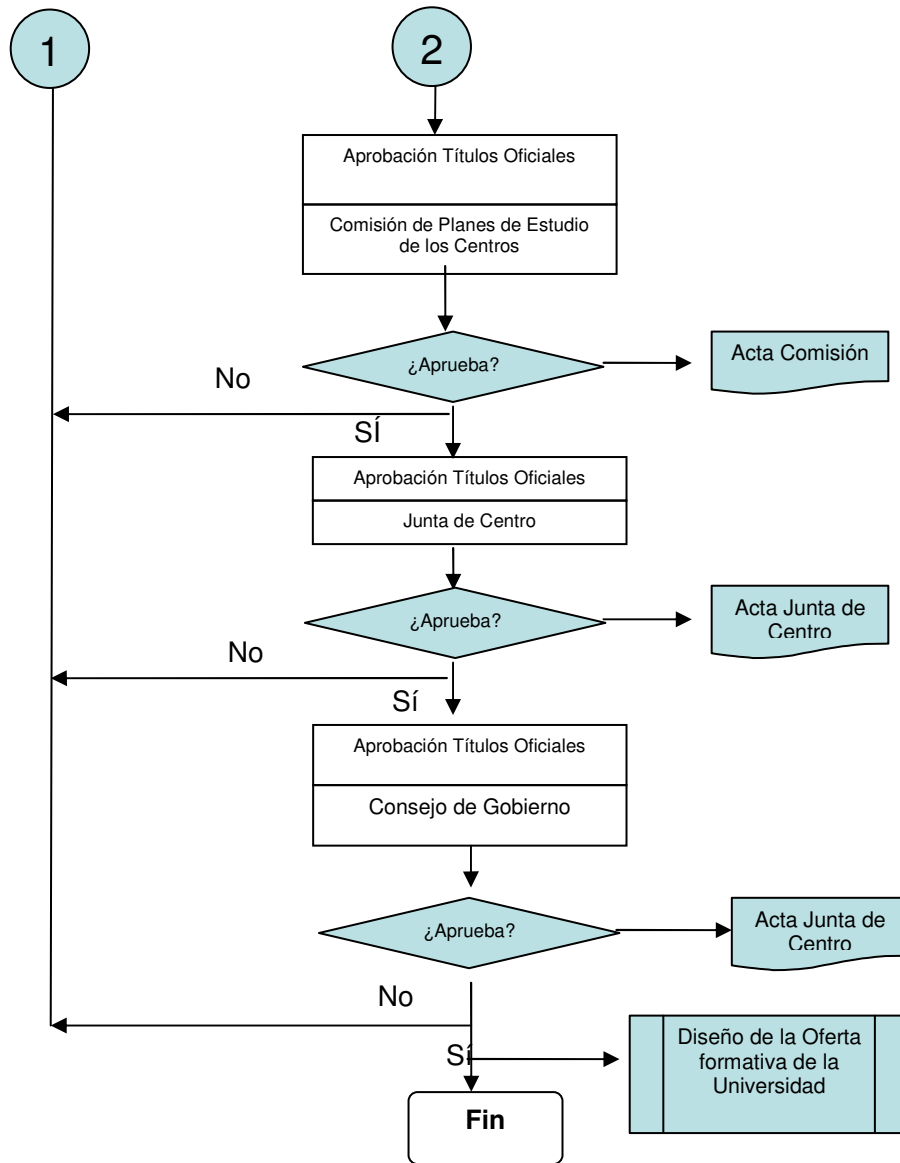 1
2
Aprobación Títulos Oficiales
Comisión de Planes de Estudio
de los Centros
¿Aprueba?
Acta Comisión
No
SÍ
Aprobación Títulos Oficiales
Junta de Centro
¿Aprueba?
Acta Junta de
Centro
No
Sí
Aprobación Títulos Oficiales
Consejo de Gobierno
¿Aprueba?
Acta Junta de
Centro
No
Sí
Diseño de la Oferta
formativa de la
Universidad
Fin